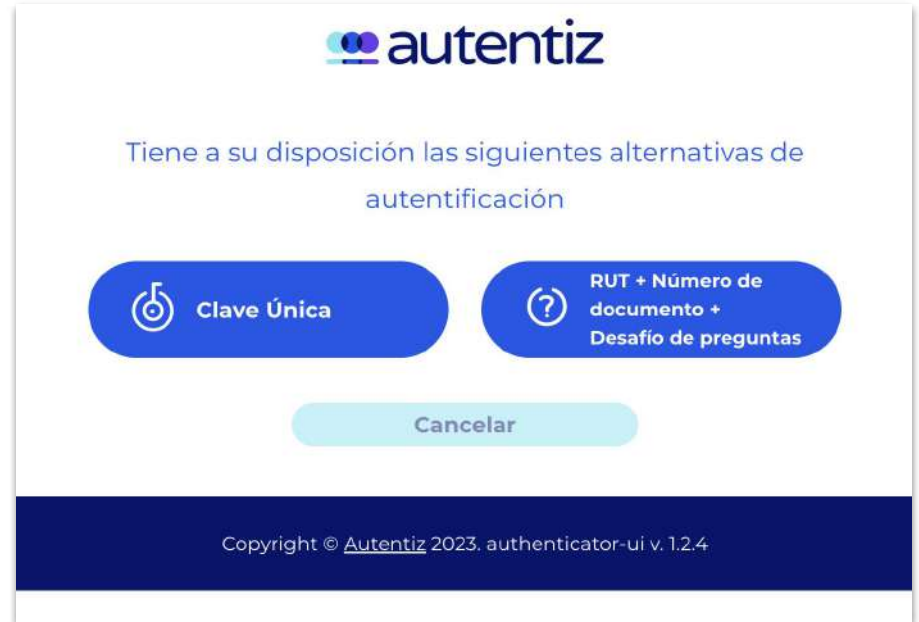 autentiz
Tiene a su disposición las siguientes alternativas de
autentificación
Clave Única
RUT + Número de
documento +
Desafío de preguntas
Cancelar
Copyright © Autentiz 2023. authenticator-ui v. 1.2.4